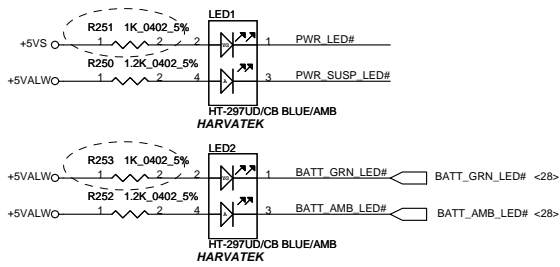 LED1
R251 1K_0402_5%
+5VS 1 2 2 1 PWR_LED#
R250 1.2K_0402_5%
+5VALW 1 2 4 A 3 PWR_SUSP_LED#
HT-297UD/CB BLUE/AMB
HARVATEK
LED2
R253 1K_0402_5%
+5VALW 1 2 2 1 BATT_GRN_LED# BATT_GRN_LED# <28>
R252 1.2K_0402_5%
+5VALW 1 2 4 A 3 BATT_AMB_LED# BATT_AMB_LED# <28>
HT-297UD/CB BLUE/AMB
HARVATEK